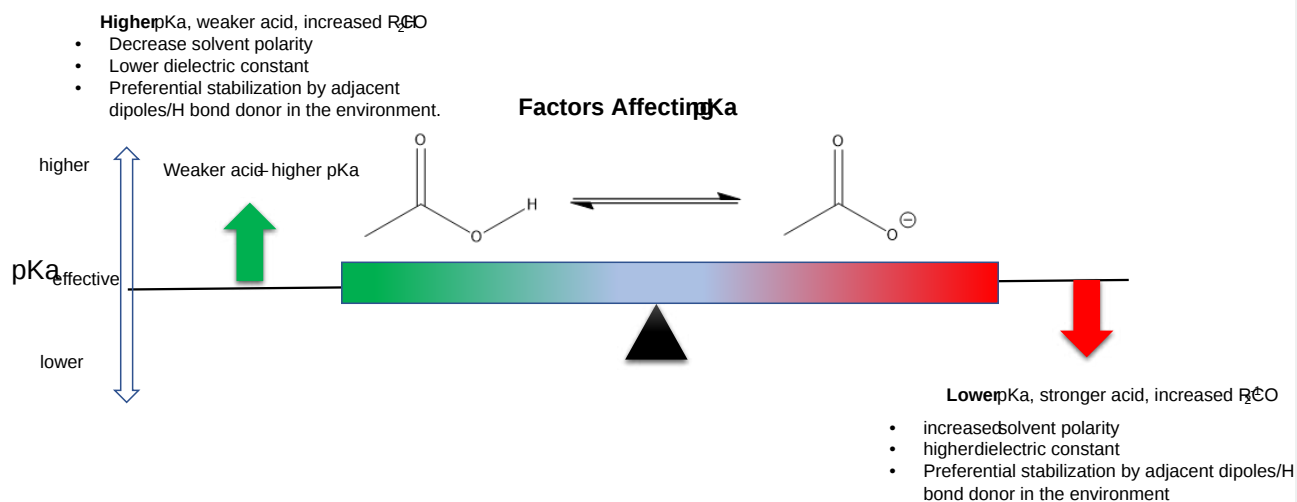 Higher pKa, weaker acid, increased RCO2H
• Decrease solvent polarity
• Lower dielectric constant
• Preferential stabilization by adjacent
dipoles/H bond donor in the environment.
Factors Affecting pKa
higher
Weaker acid – higher pKa
O
H
O
O
O
⊖
pKa effective
lower
Lower pKa, stronger acid, increased RCO2-1
• increased solvent polarity
• higher dielectric constant
• Preferential stabilization by adjacent dipoles/H
bond donor in the environment